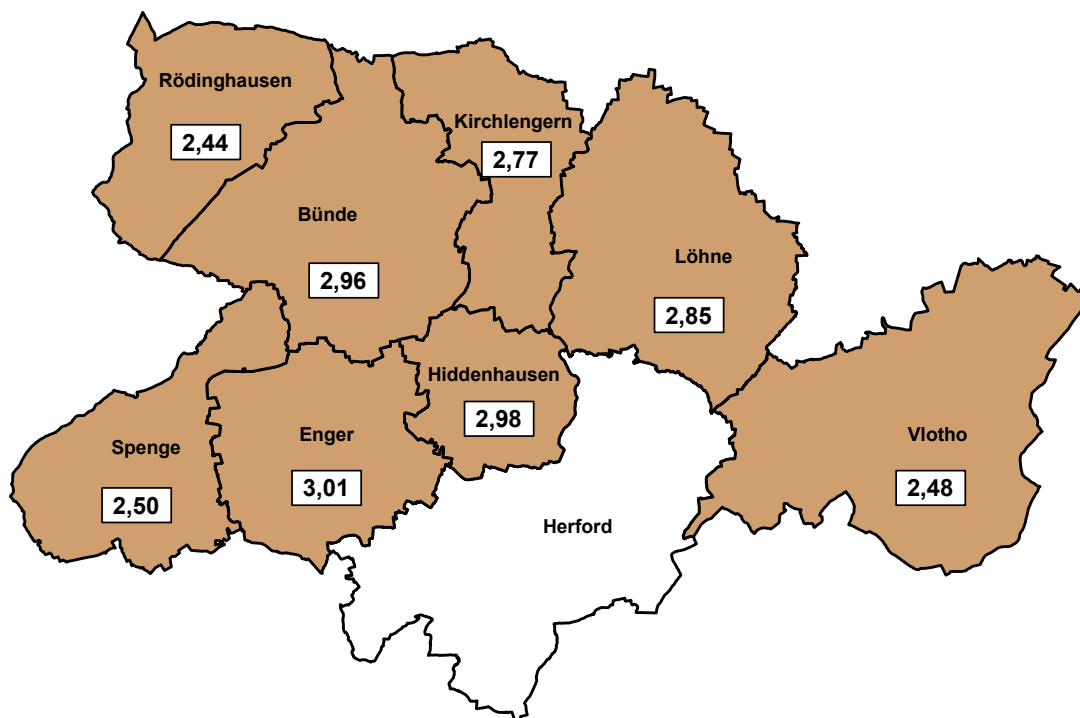 Rödinghausen
2,44
Kirchlengern
2,77
Bünde
2,96
Löhne
2,85
Hiddenhausen
2,98
Spenge
2,50
Enger
3,01
Vlotho
2,48
Herford